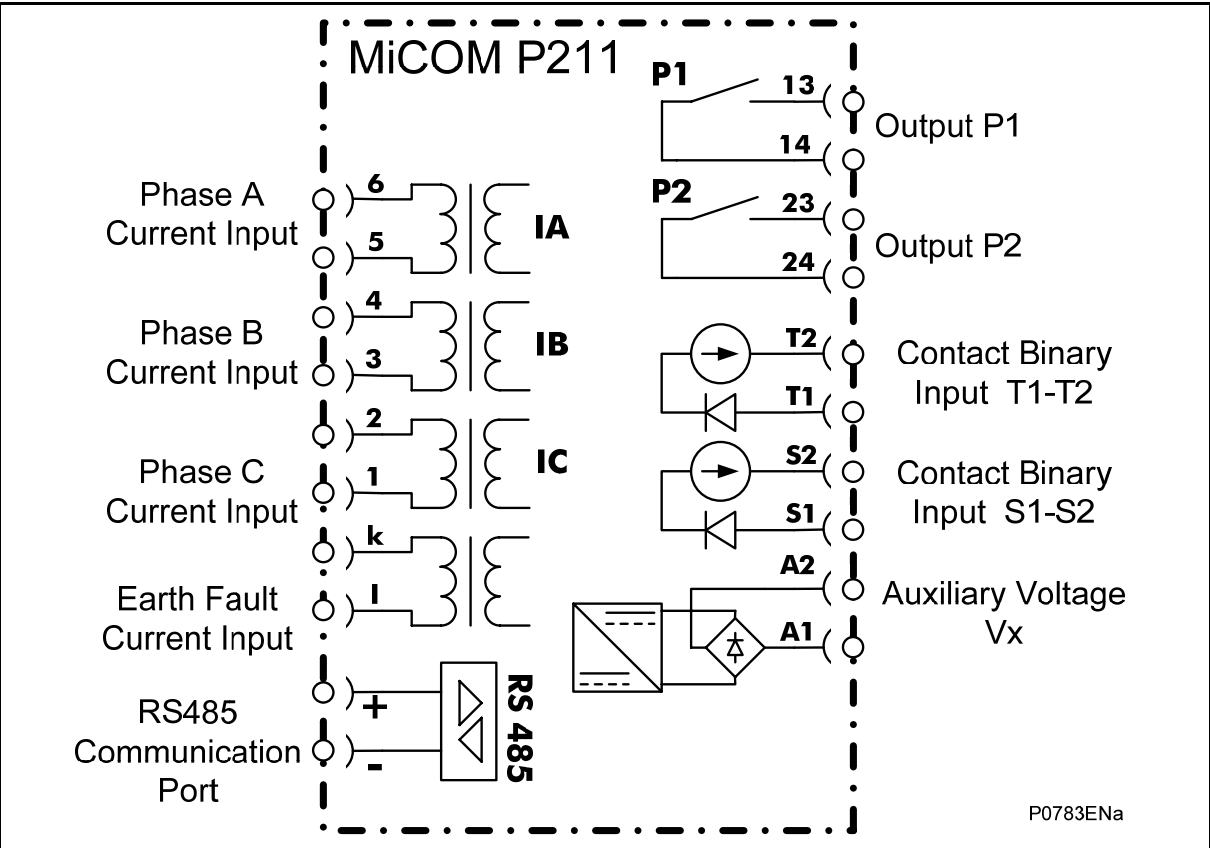 MiCOM P211
Phase A
Current Input
6
5
IA
Phase B
Current Input
4
3
IB
Phase C
Current Input
2
1
IC
Earth Fault
Current Input
k
l
RS485
Communication
Port
+
-
RS 485
P1
13
14
Output P1
P2
23
24
Output P2
T2
T1
Contact Binary
Input T1-T2
S2
S1
Contact Binary
Input S1-S2
A2
A1
Auxiliary Voltage
Vx
P0783ENa